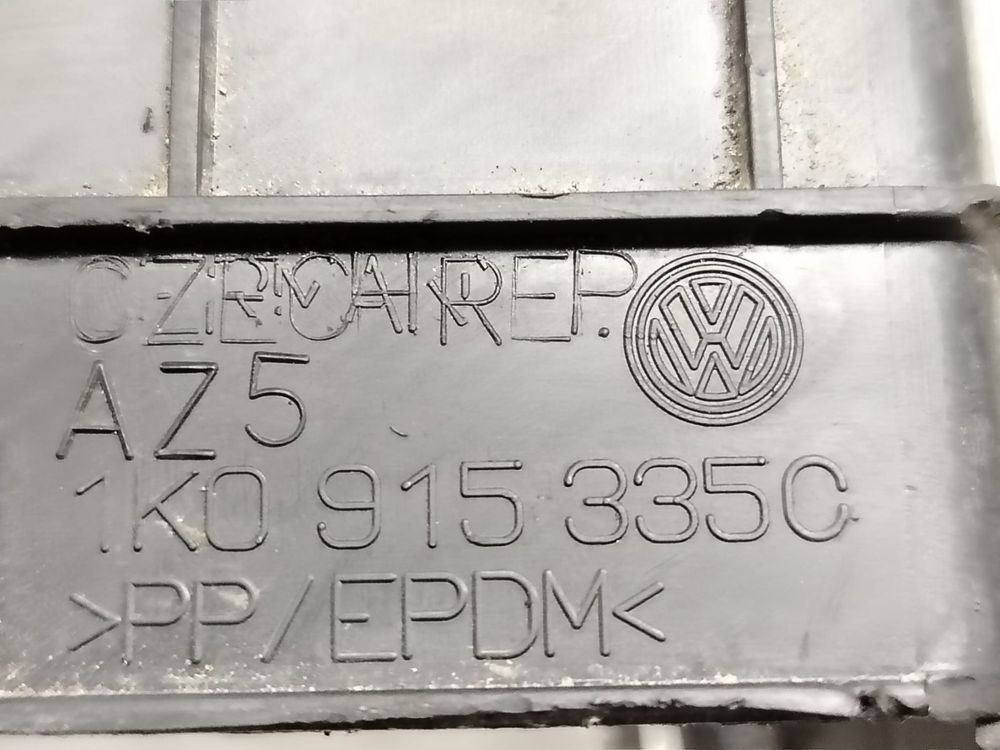 CZECH REP.
AZ5
1K0 915 335C
>PP/EPDM<